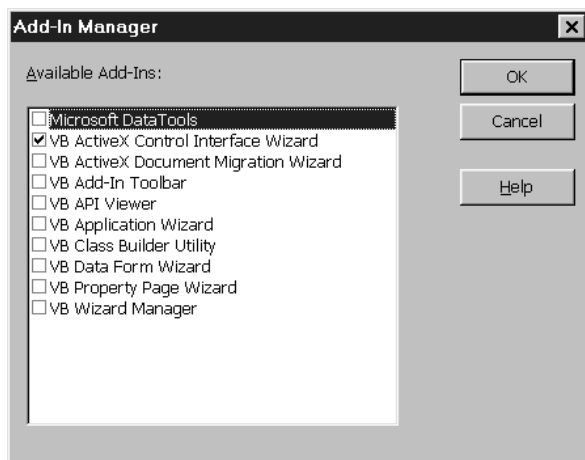 Add-In Manager
Available Add-Ins:
Microsoft DataTools
VB ActiveX Control Interface Wizard
VB ActiveX Document Migration Wizard
VB Add-In Toolbar
VB API Viewer
VB Application Wizard
VB Class Builder Utility
VB Data Form Wizard
VB Property Page Wizard
VB Wizard Manager
OK
Cancel
Help